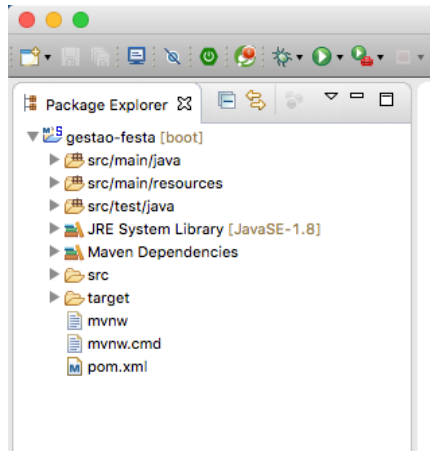 Package Explorer
gestao-festa [boot]
src/main/java
src/main/resources
src/test/java
JRE System Library [JavaSE-1.8]
Maven Dependencies
src
target
mvnw
mvnw.cmd
pom.xml